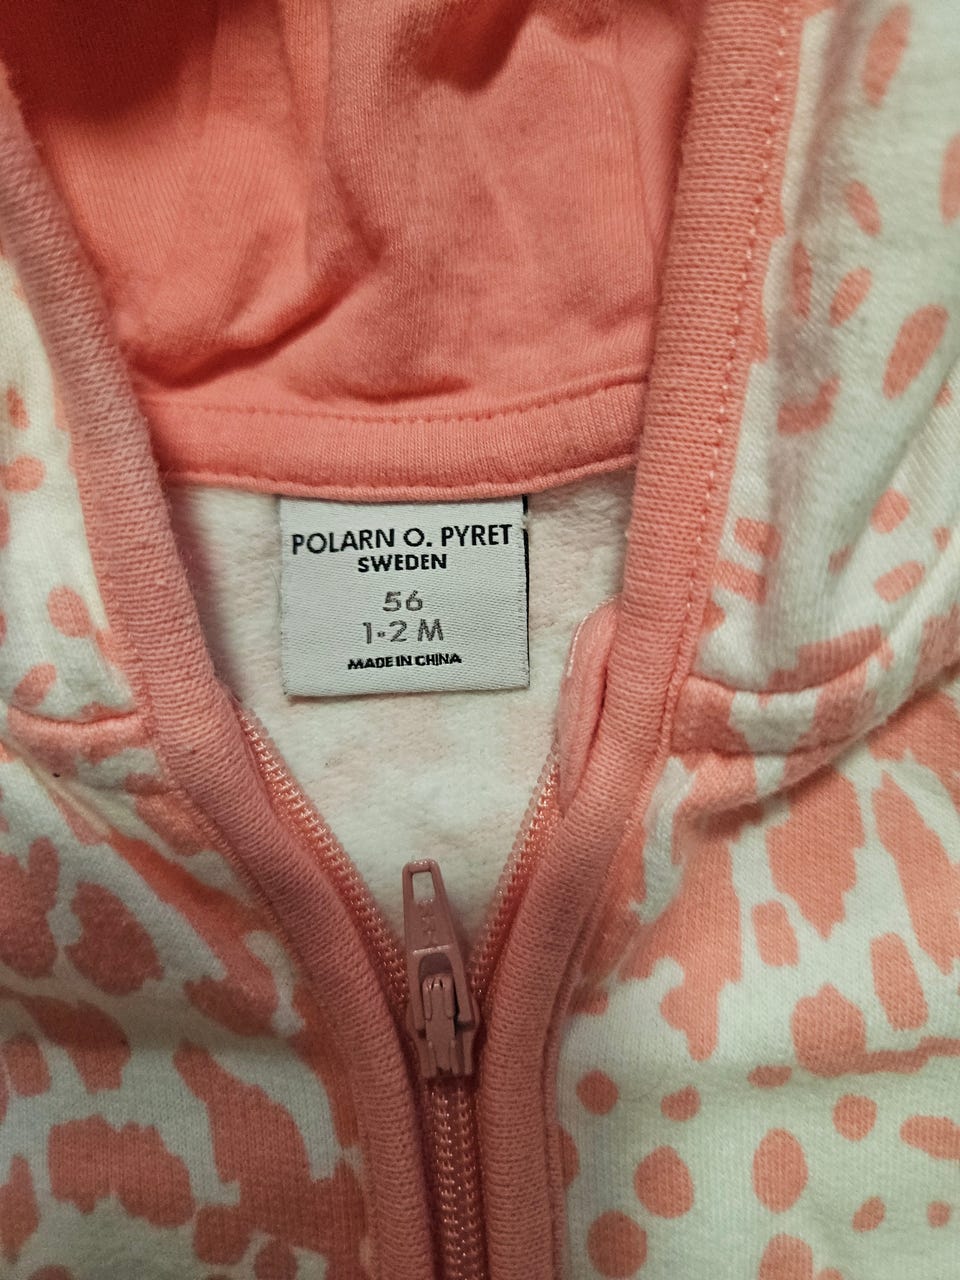 POLARN O. PYRET
SWEDEN
56
1-2 M
MADE IN CHINA